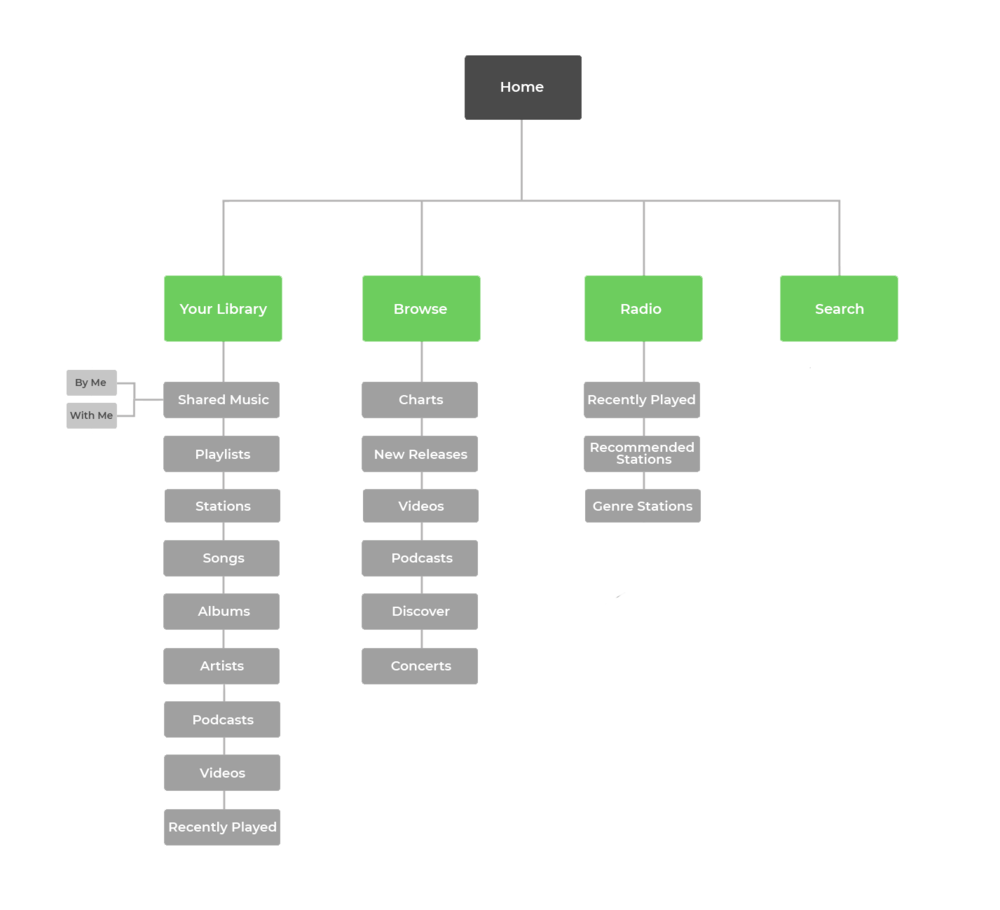 Home
Your Library
Browse
Radio
Search
By Me
With Me
Shared Music
Playlists
Stations
Songs
Albums
Artists
Podcasts
Videos
Recently Played
Charts
New Releases
Videos
Podcasts
Discover
Concerts
Recently Played
Recommended
Stations
Genre Stations